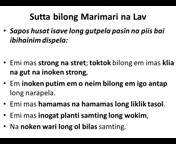 Sutta bilong Marimari na Lav
• Sapos husat isave long gutpela pasin na piis bai
ibihainim dispela:
• Emi mas strong na stret; toktok bilong em imas klia
na gut na inoken strong,
• Em inoken putim em o neim bilong em igo antap
long narapela.
• Emi mas hamamas na hamamas long liklik tasol.
• Emi mas inogat planti samting long wokim,
• Na noken wari long ol bilas samting.